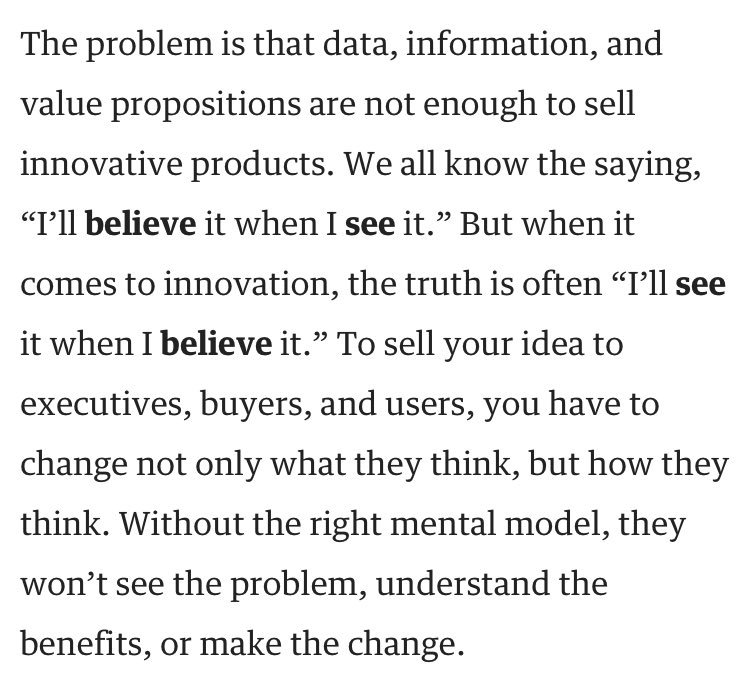 The problem is that data, information, and
value propositions are not enough to sell
innovative products. We all know the saying,
“I’ll believe it when I see it.” But when it
comes to innovation, the truth is often “I’ll see
it when I believe it.” To sell your idea to
executives, buyers, and users, you have to
change not only what they think, but how they
think. Without the right mental model, they
won’t see the problem, understand the
benefits, or make the change.